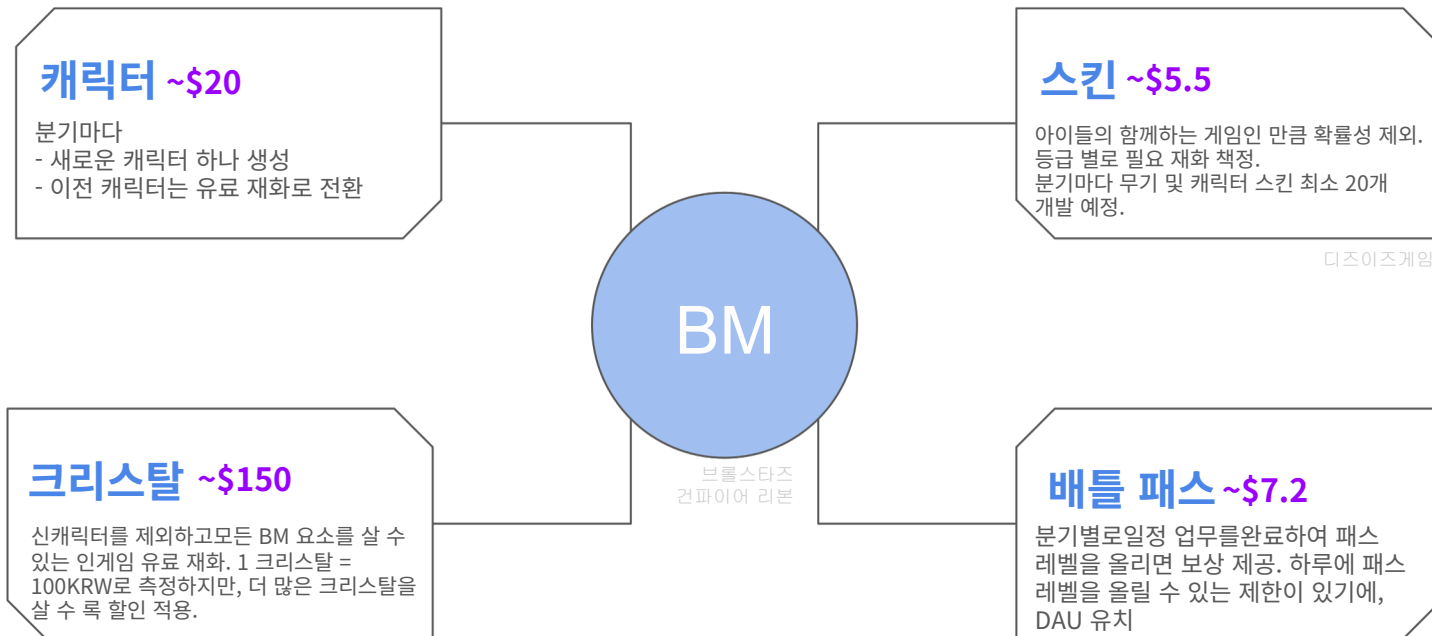 캐릭터 ~$20
분기마다
- 새로운 캐릭터 하나 생성
- 이전 캐릭터는 유료 재화로 전환
스킨 ~$5.5
아이들의 함께하는 게임인 만큼 확률성 제외.
등급 별로 필요 재화 책정.
분기마다 무기 및 캐릭터 스킨 최소 20개
개발 예정.
디즈이즈게임
BM
브롤스타즈
건파이어 리본
크리스탈 ~$150
신캐릭터를 제외하고모든 BM 요소를 살 수
있는 인게임 유료 재화. 1 크리스탈 =
100KRW로 측정하지만, 더 많은 크리스탈을
살 수 록 할인 적용.
배틀 패스 ~$7.2
분기별로일정 업무를완료하여 패스
레벨을 올리면 보상 제공. 하루에 패스
레벨을 올릴 수 있는 제한이 있기에,
DAU 유치